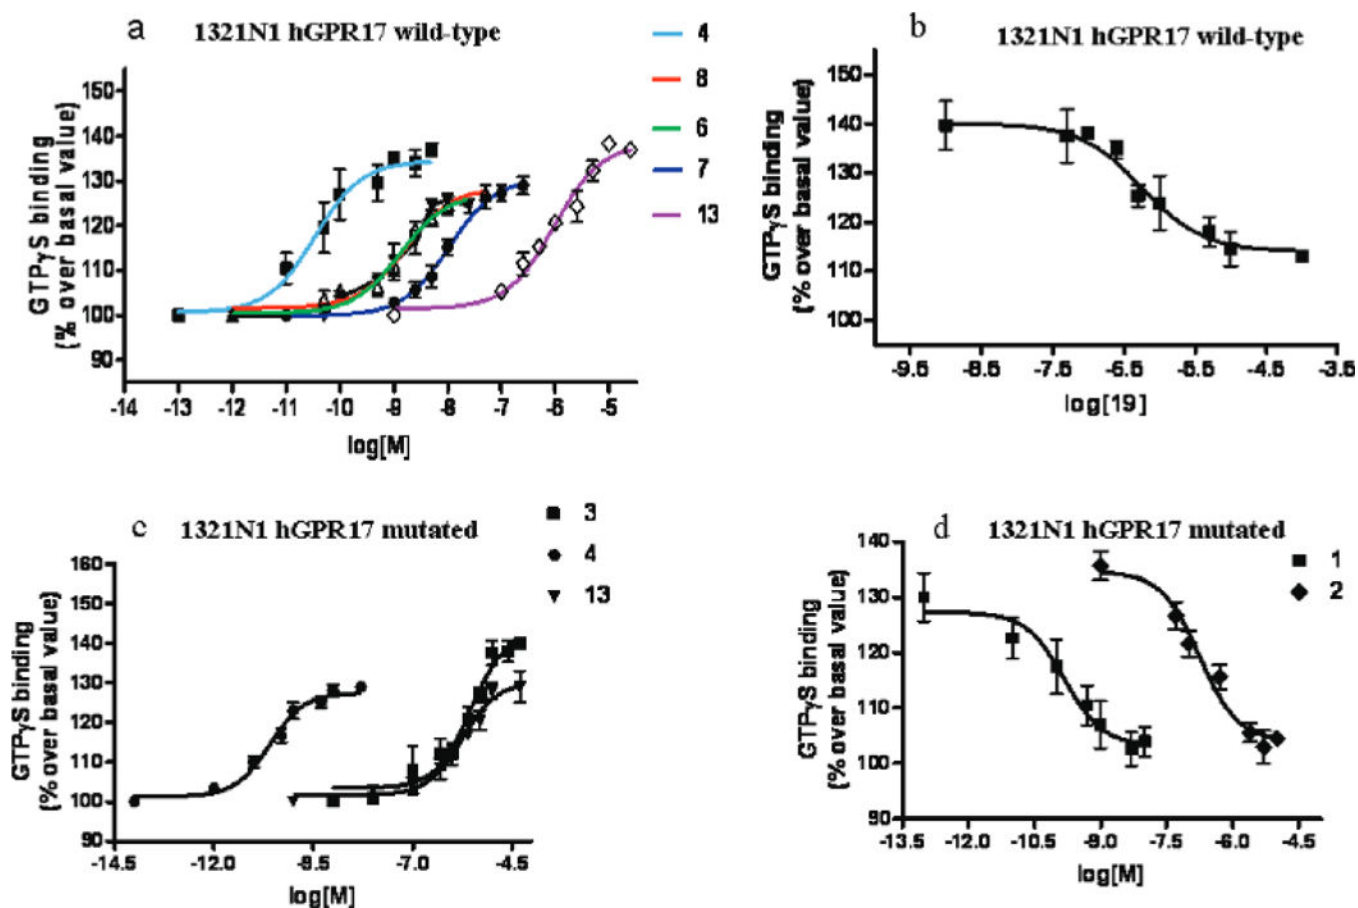 a 1321N1 hGPR17 wild-type
GTPγS binding
(% over basal value)
150
140
130
120
110
100
90
-14 -13 -12 -11 -10 -9 -8 -7 -6 -5
log[M]
4
8
6
7
13
b 1321N1 hGPR17 wild-type
GTPγS binding
(% over basal value)
150
140
130
120
110
100
-9.5 -8.5 -7.5 -6.5 -5.5 -4.5 -3.5
log[19]
c 1321N1 hGPR17 mutated
GTPγS binding
(% over basal value)
160
150
140
130
120
110
100
90
-14.5 -12.0 -8.5 -7.0 -4.5
log[M]
3
4
13
d 1321N1 hGPR17 mutated
GTPγS binding
(% over basal value)
140
130
120
110
100
90
-13.5 -12.0 -10.5 -9.0 -7.5 -6.0 -4.5
log[M]
1
2